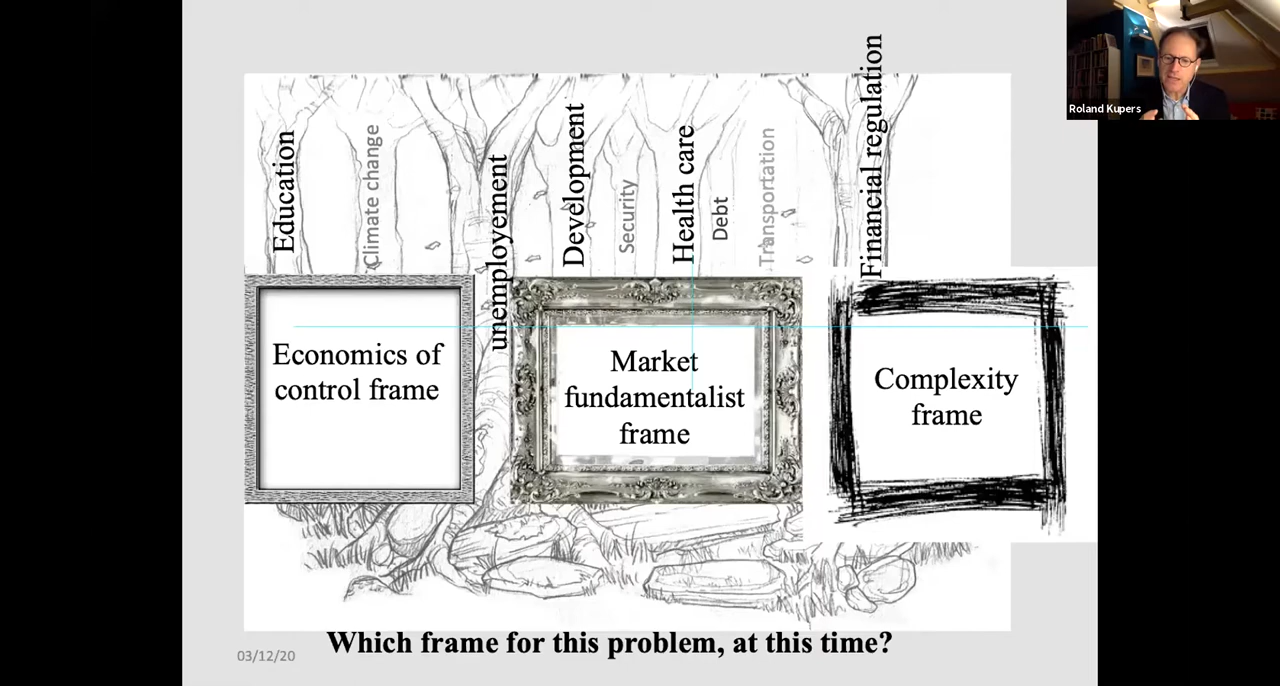 Roland Kupers
Education
Climate change
unemployement
Development
Security
Health care
Debt
Transportation
Financial regulation
Economics of
control frame
Market
fundamentalist
frame
Complexity
frame
Which frame for this problem, at this time?
03/12/20